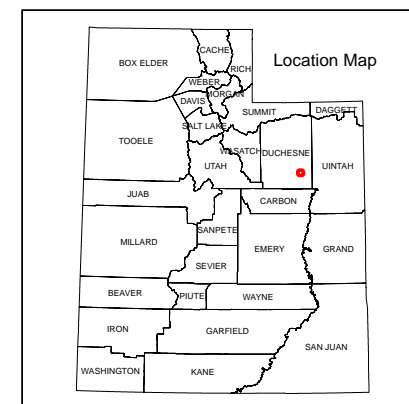 Location Map
BOX ELDER
CACHE
RICH
WEBER
MORGAN
DAVIS
SUMMIT
DAGGETT
SALT LAKE
TOOELE
WASATCH
DUCHESNE
UINTAH
UTAH
JUAB
CARBON
SANPETE
MILLARD
EMERY
GRAND
SEVIER
BEAVER
PIUTE
WAYNE
IRON
GARFIELD
SAN JUAN
WASHINGTON
KANE